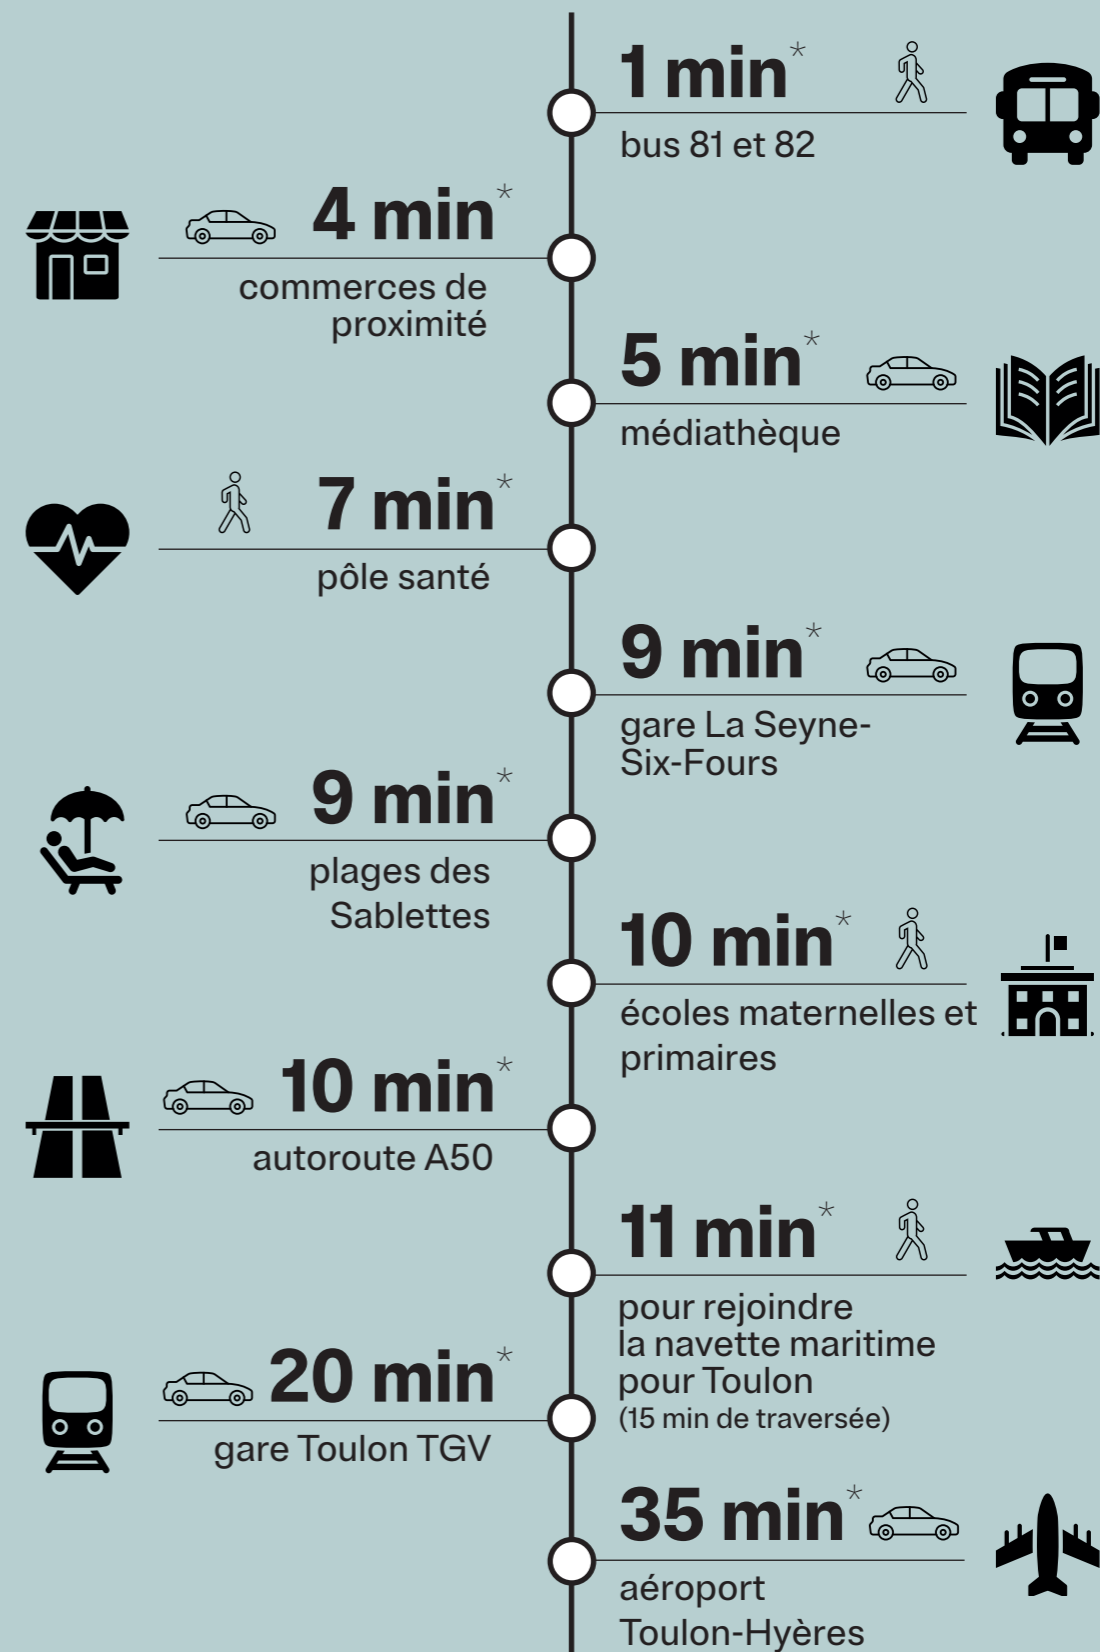 1 min*
bus 81 et 82
4 min*
commerces de
proximité
5 min*
médiathèque
7 min*
pôle santé
9 min*
gare La Seyne-
Six-Fours
9 min*
plages des
Sablettes
10 min*
écoles maternelles et
primaires
10 min*
autoroute A50
11 min*
pour rejoindre
la navette maritime
pour Toulon
(15 min de traversée)
20 min*
gare Toulon TGV
35 min*
aéroport
Toulon-Hyères